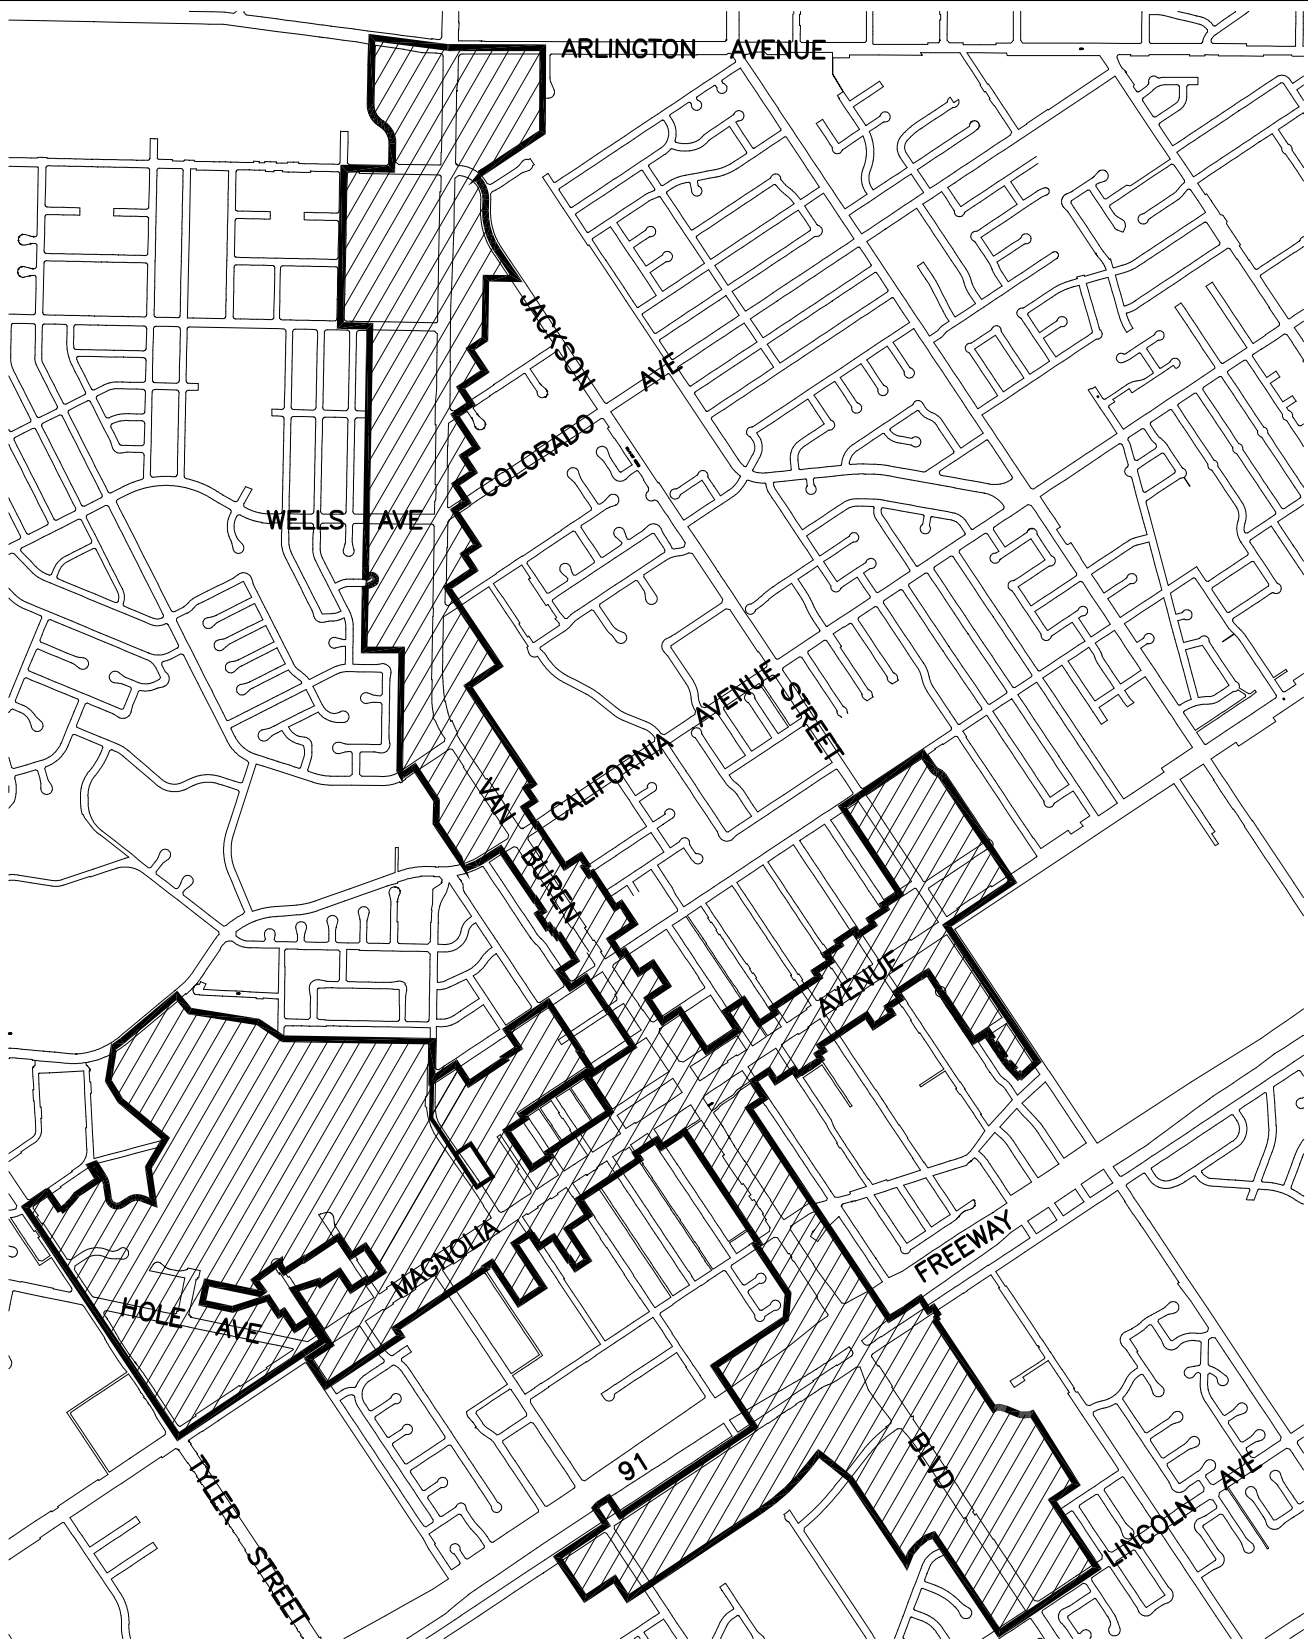 ARLINGTON AVENUE
JACKSON
STREET
COLORADO AVE
WELLS AVE
CALIFORNIA AVENUE
VAN
BUREN
BLVD
MAGNOLIA
AVENUE
HOLE AVE
91
FREEWAY
TYLER STREET
LINCOLN AVE